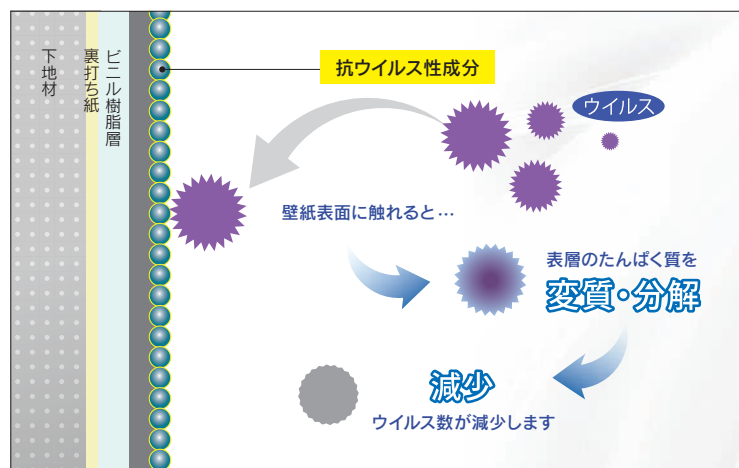 下地材
裏打ち紙
ビニル樹脂層
抗ウイルス性成分
ウイルス
壁紙表面に触れると…
表層のたんぱく質を
変質・分解
減少
ウイルス数が減少します